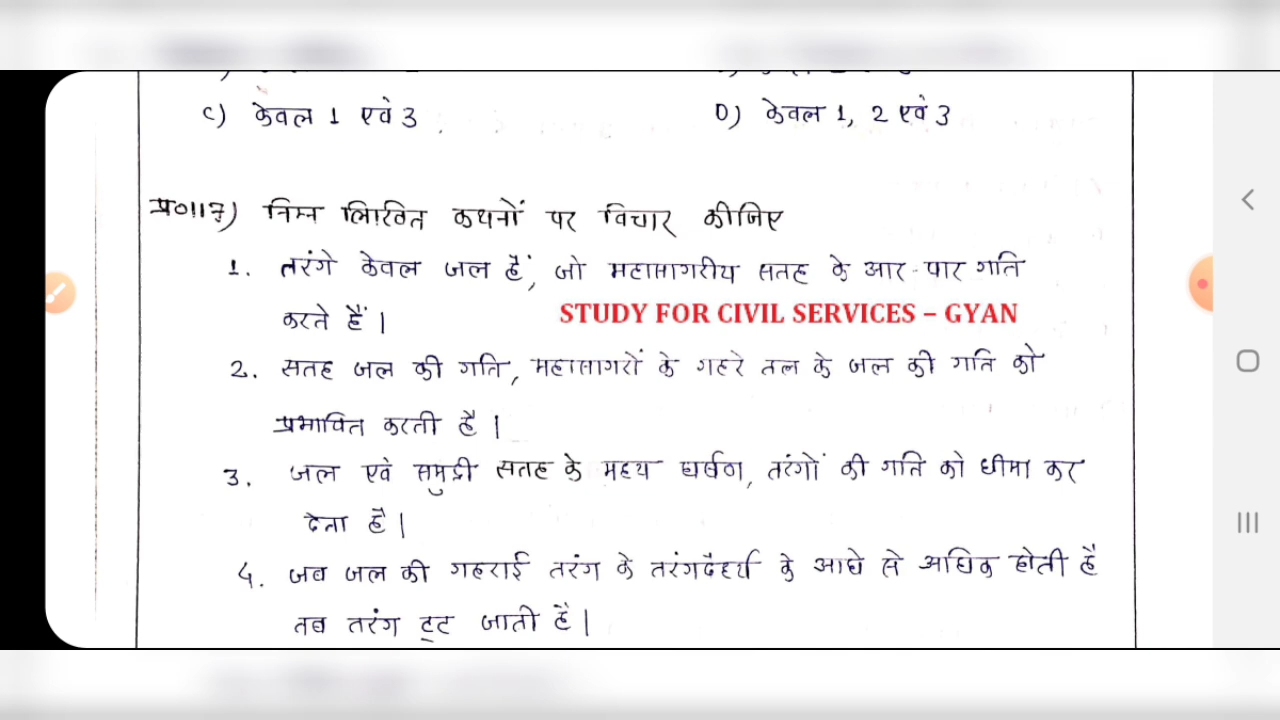 C) केवल 1 एवं 3
D) केवल 1, 2 एवं 3
प्र०117) निम्न लिखित कथनों पर विचार कीजिए
1. तरंगे केवल जल हैं, जो महासागरीय सतह के आर-पार गति
करते हैं।
STUDY FOR CIVIL SERVICES – GYAN
2. सतह जल की गति, महासागरों के गहरे तल के जल की गति को
प्रभावित करती है।
3. जल एवं समुद्री सतह के मध्य घर्षण, तरंगों की गति को धीमा कर
देता है।
4. जब जल की गहराई तरंग के तरंगदैर्ध्य के आधे से अधिक होती है
तब तरंग टूट जाती है।